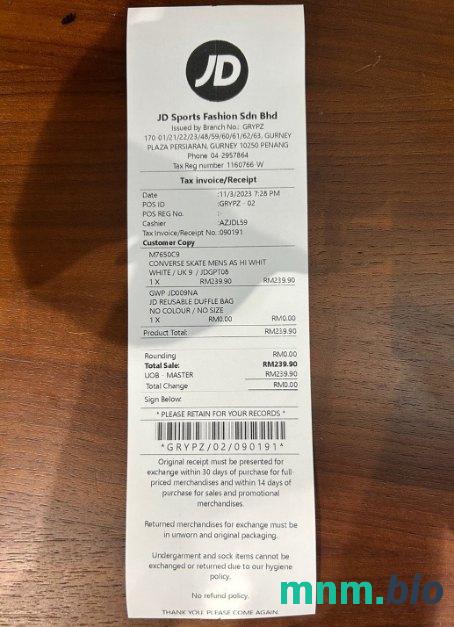 JD
JD Sports Fashion Sdn Bhd
Issued by Branch No.: GRYPZ
170-01/21/22/23/48/59/60/61/62/63, GURNEY
PLAZA PERSIARAN, GURNEY 10250 PENANG
Phone 04-2957864
Tax Reg number 1160766-W
Tax invoice/Receipt
Date :11/3/2023 7:28 PM
POS ID :GRYPZ - 02
POS REG No. :-
Cashier :AZJDL59
Tax Invoice/Receipt No. :090191
Customer Copy
M7650C9
CONVERSE SKATE MENS AS HI WHIT
WHITE / UK 9 / JDGPT08
1 X RM239.90 RM239.90
GWP JD009NA
JD REUSABLE DUFFLE BAG
NO COLOUR / NO SIZE
1 X RM0.00 RM0.00
Product Total: RM239.90
Rounding RM0.00
Total Sale: RM239.90
UOB - MASTER RM239.90
Total Change RM0.00
Sign Below:
* PLEASE RETAIN FOR YOUR RECORDS *
*GRYPZ/02/090191*
Original receipt must be presented for
exchange within 30 days of purchase for full-
priced merchandises and within 14 days of
purchase for sales and promotional
merchandises.
Returned merchandises for exchange must be
in unworn and original packaging.
Undergarment and sock items cannot be
exchanged or returned due to our hygiene
policy.
No refund policy.
THANK YOU. PLEASE COME AGAIN.
mnm.bio